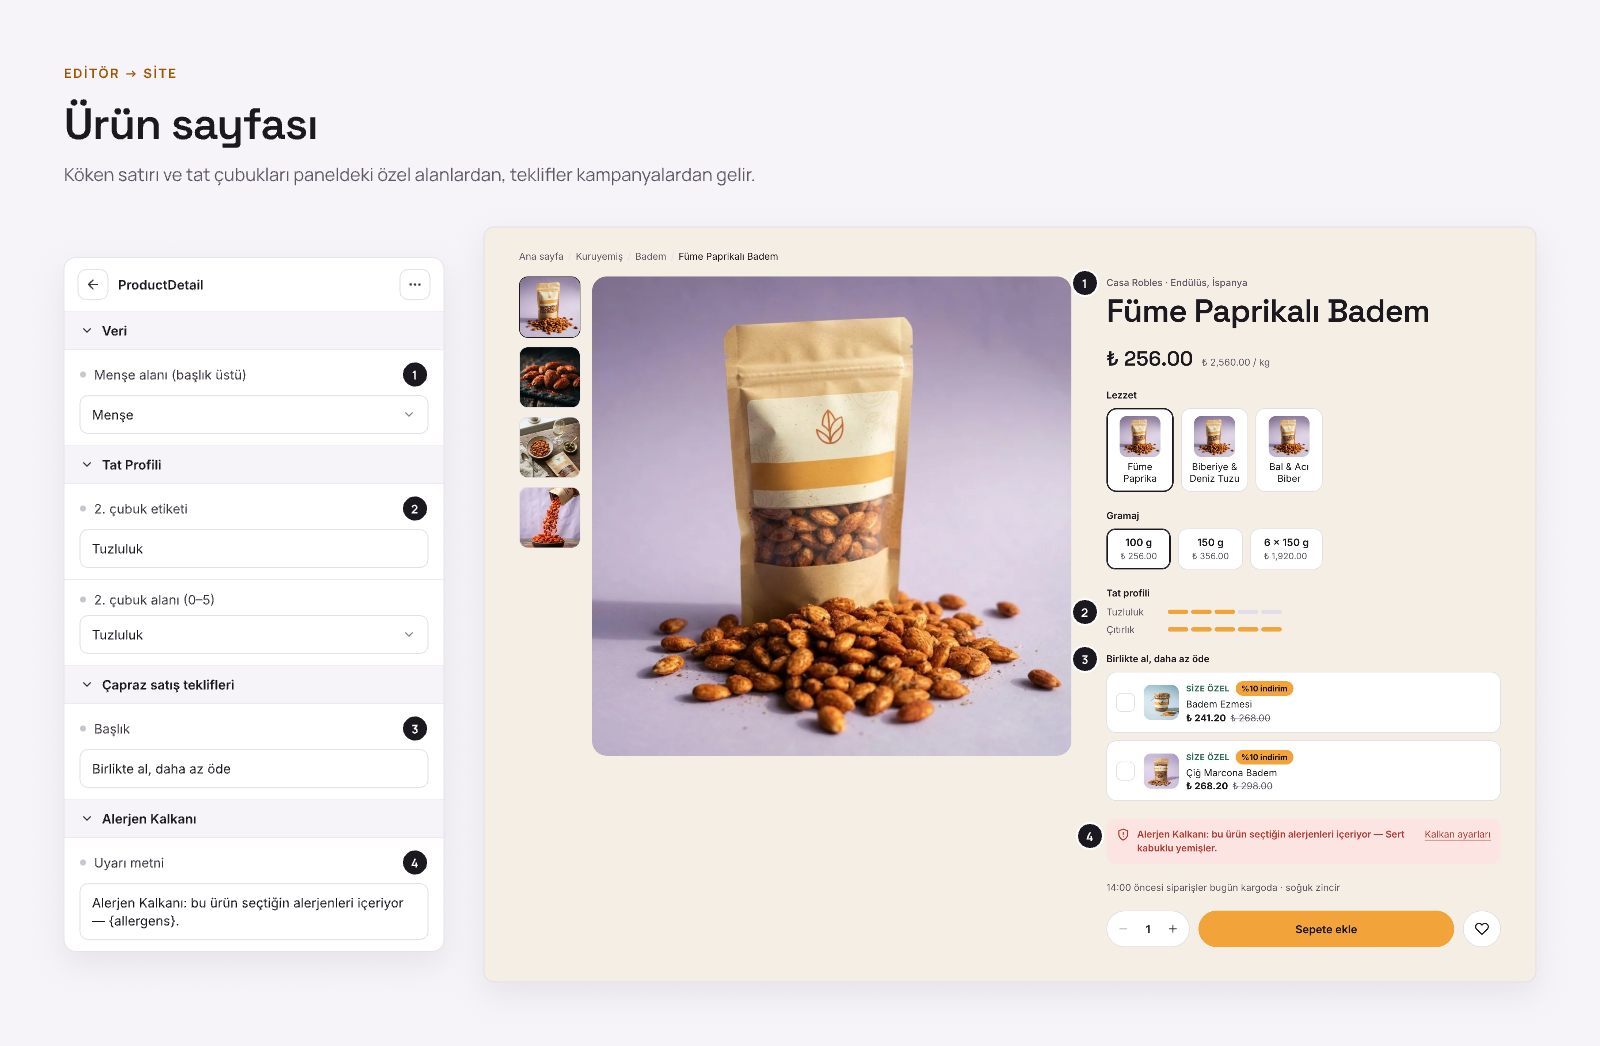 EDİTÖR → SİTE
Ürün sayfası
Köken satırı ve tat çubukları paneldeki özel alanlardan, teklifler kampanyalardan gelir.
ProductDetail
Veri
Menşe alanı (başlık üstü)
1
Menşe
Tat Profili
2. çubuk etiketi
2
Tuzluluk
2. çubuk alanı (0–5)
Tuzluluk
Çapraz satış teklifleri
Başlık
3
Birlikte al, daha az öde
Alerjen Kalkanı
Uyarı metni
4
Alerjen Kalkanı: bu ürün seçtiğin alerjenleri içeriyor
— {allergens}.
Ana sayfa / Kuruyemiş / Badem / Füme Paprikalı Badem
1
Casa Robles · Endülüs, İspanya
Füme Paprikalı Badem
₺ 256.00 ₺ 2,560.00 / kg
Lezzet
Füme
Paprika
Biberiye &
Deniz Tuzu
Bal & Acı
Biber
Gramaj
100 g
₺ 256.00
150 g
₺ 356.00
6 × 150 g
₺ 1,920.00
Tat profili
2
Tuzluluk
Çıtırlık
3
Birlikte al, daha az öde
SİZE ÖZEL %10 indirim
Badem Ezmesi
₺ 241.20 ₺ 268.00
SİZE ÖZEL %10 indirim
Çiğ Marcona Badem
₺ 268.20 ₺ 298.00
4
Alerjen Kalkanı: bu ürün seçtiğin alerjenleri içeriyor — Sert
kabuklu yemişler.
Kalkan ayarları
14:00 öncesi siparişler bugün kargoda · soğuk zincir
− 1 +
Sepete ekle